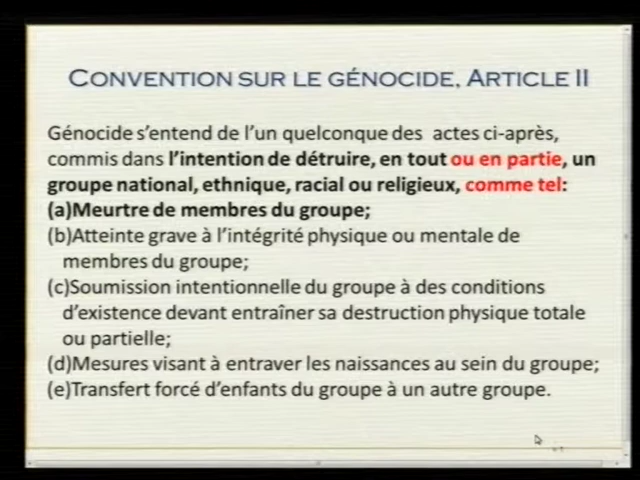 CONVENTION SUR LE GÉNOCIDE, ARTICLE II
Génocide s'entend de l'un quelconque des actes ci-après,
commis dans l'intention de détruire, en tout ou en partie, un
groupe national, ethnique, racial ou religieux, comme tel:
(a)Meurtre de membres du groupe;
(b)Atteinte grave à l'intégrité physique ou mentale de
membres du groupe;
(c)Soumission intentionnelle du groupe à des conditions
d'existence devant entraîner sa destruction physique totale
ou partielle;
(d)Mesures visant à entraver les naissances au sein du groupe;
(e)Transfert forcé d'enfants du groupe à un autre groupe.